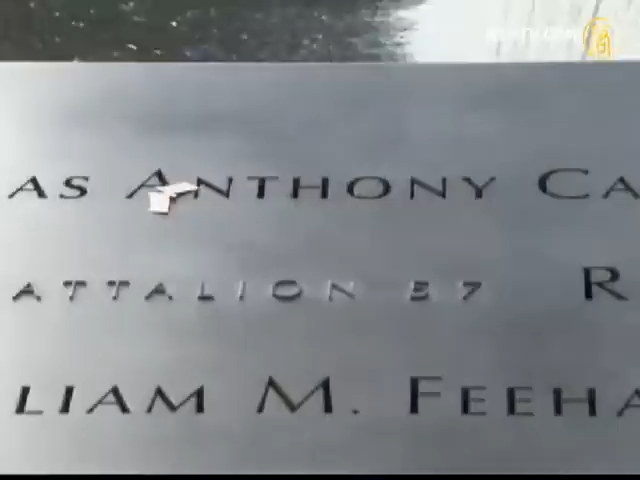 AS ANTHONY CA
ATTALION 57 R
LIAM M. FEEHA